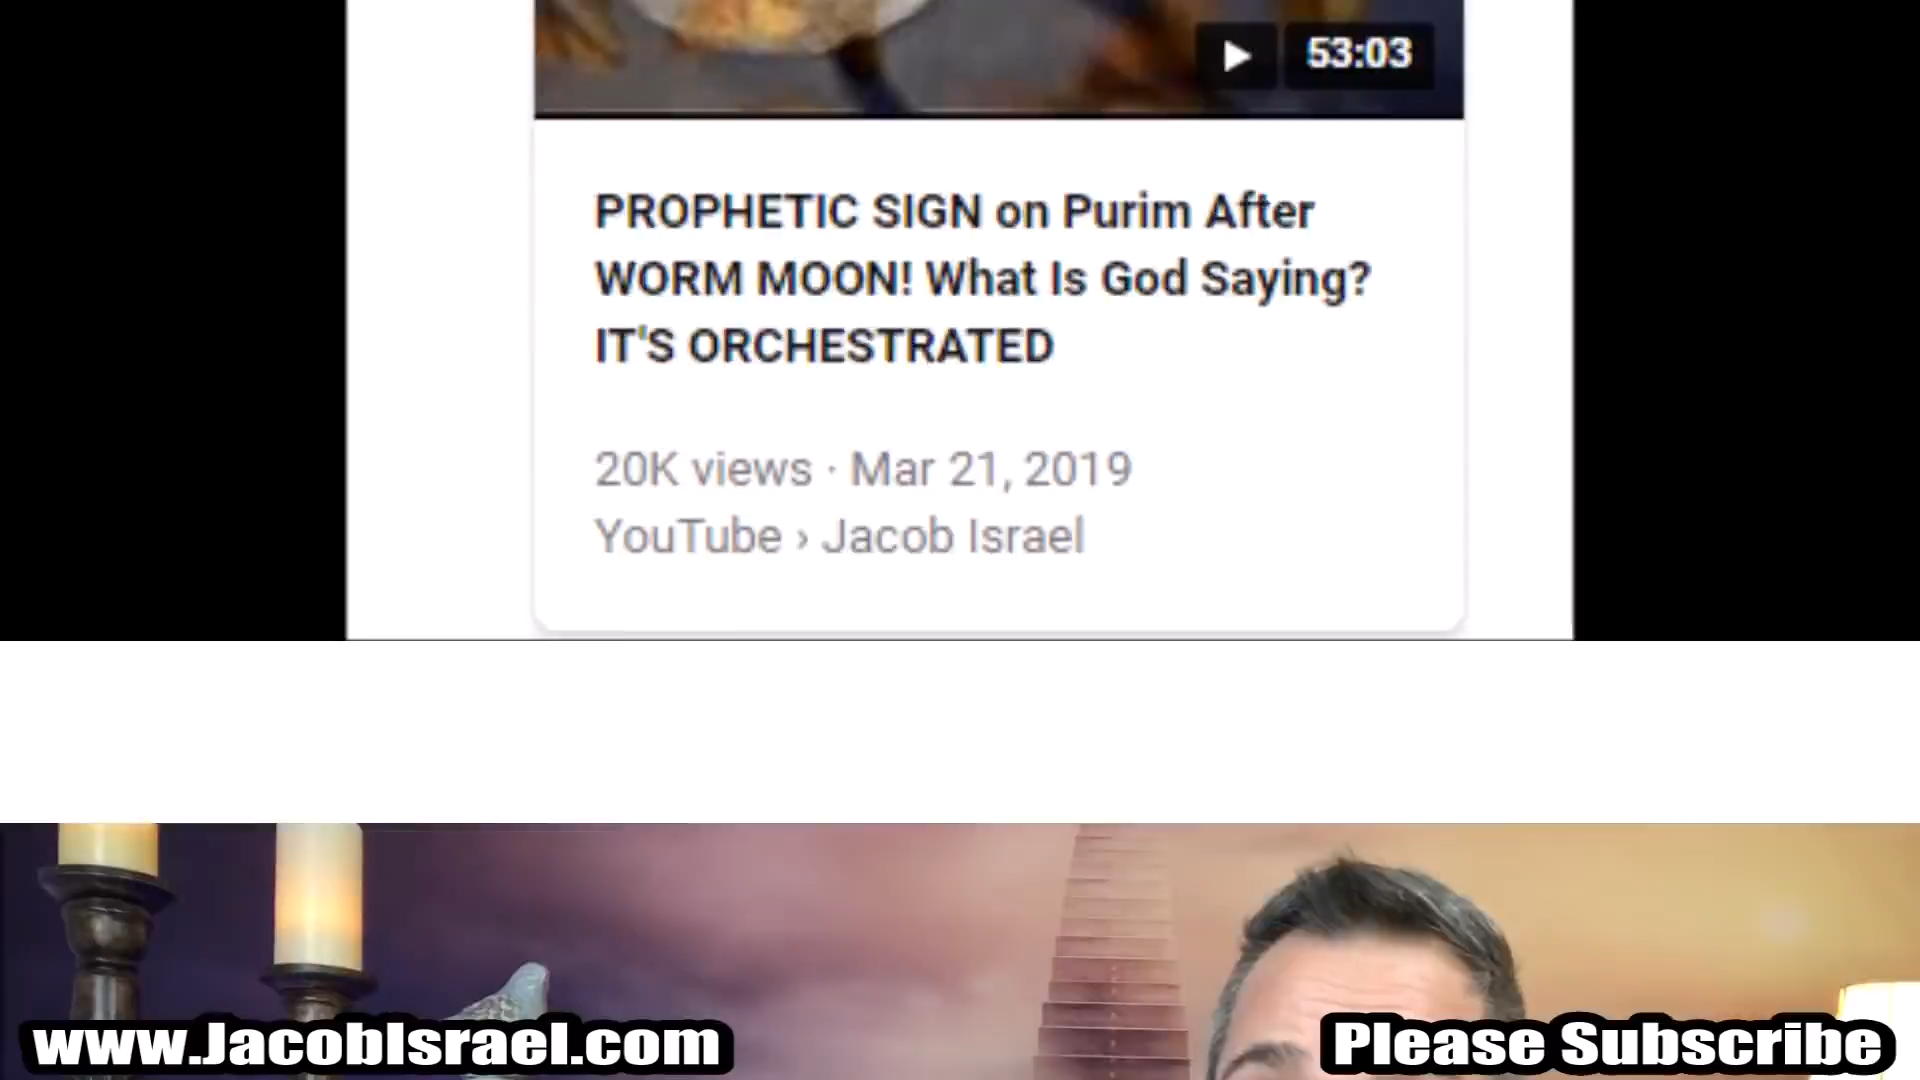 53:03
PROPHETIC SIGN on Purim After
WORM MOON! What Is God Saying?
IT'S ORCHESTRATED
20K views · Mar 21, 2019
YouTube › Jacob Israel
www.JacobIsrael.com
Please Subscribe